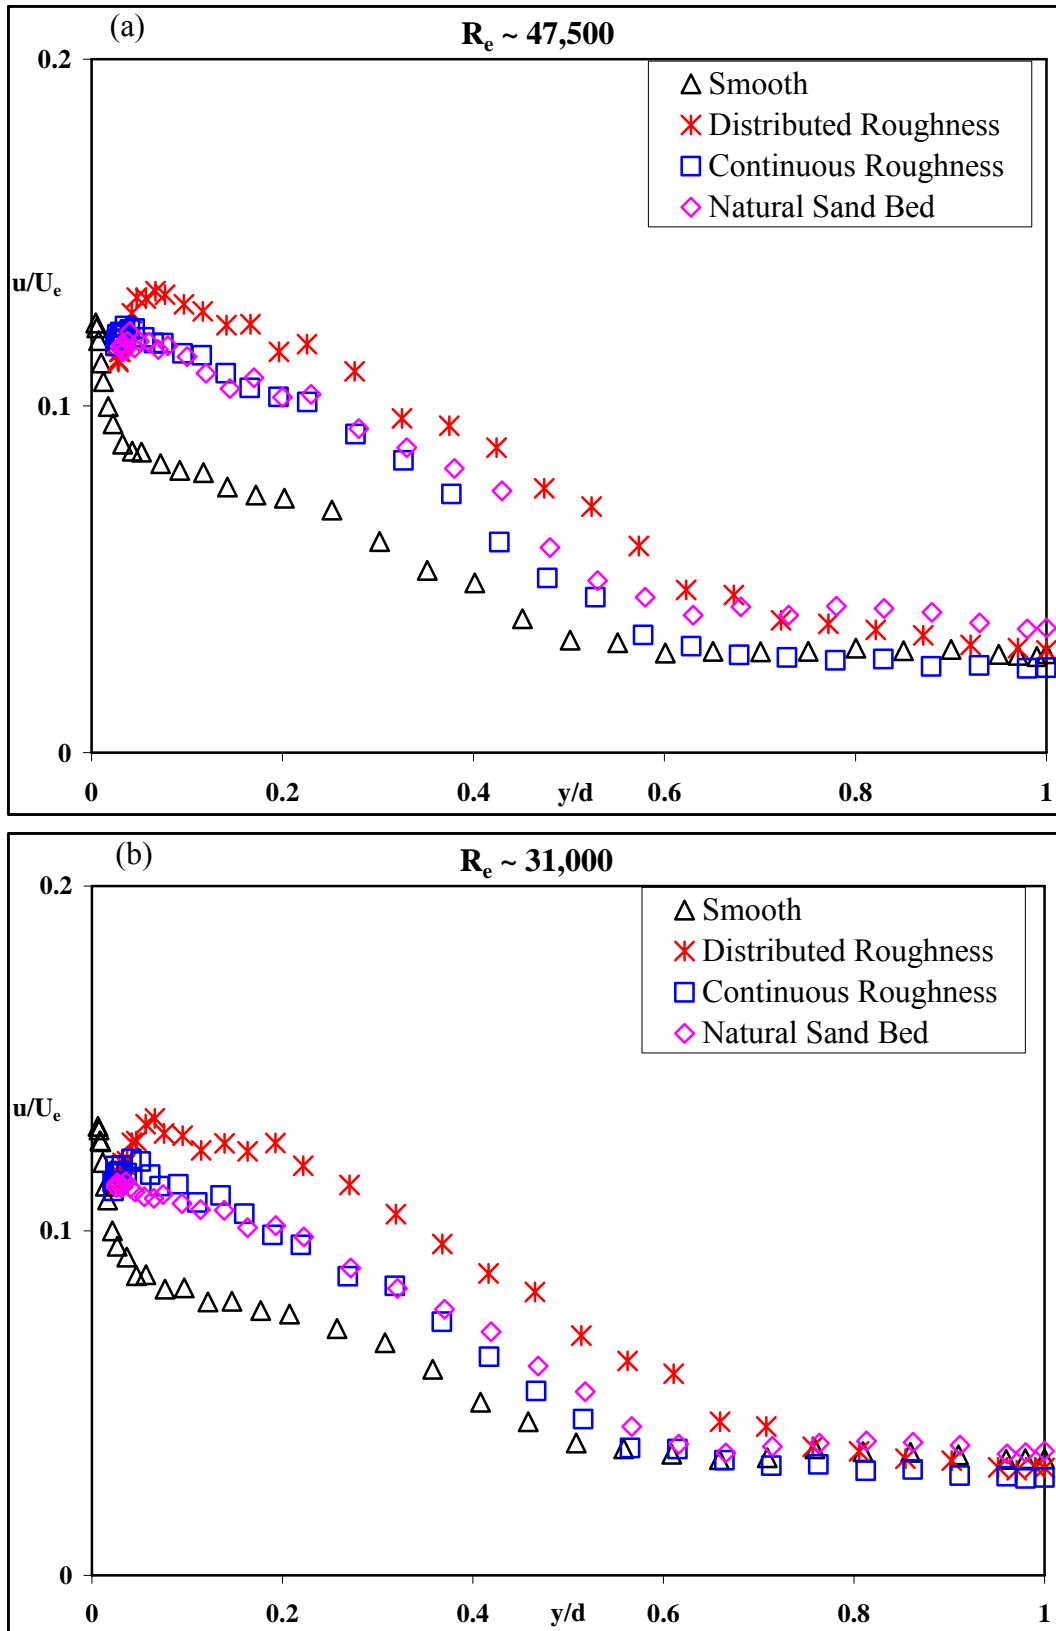 (a)
Re ~ 47,500
0.2
Smooth
Distributed Roughness
Continuous Roughness
Natural Sand Bed
u/Ue
0.1
0
0 0.2 0.4 y/d 0.6 0.8 1
(b)
Re ~ 31,000
0.2
Smooth
Distributed Roughness
Continuous Roughness
Natural Sand Bed
u/Ue
0.1
0
0 0.2 0.4 y/d 0.6 0.8 1